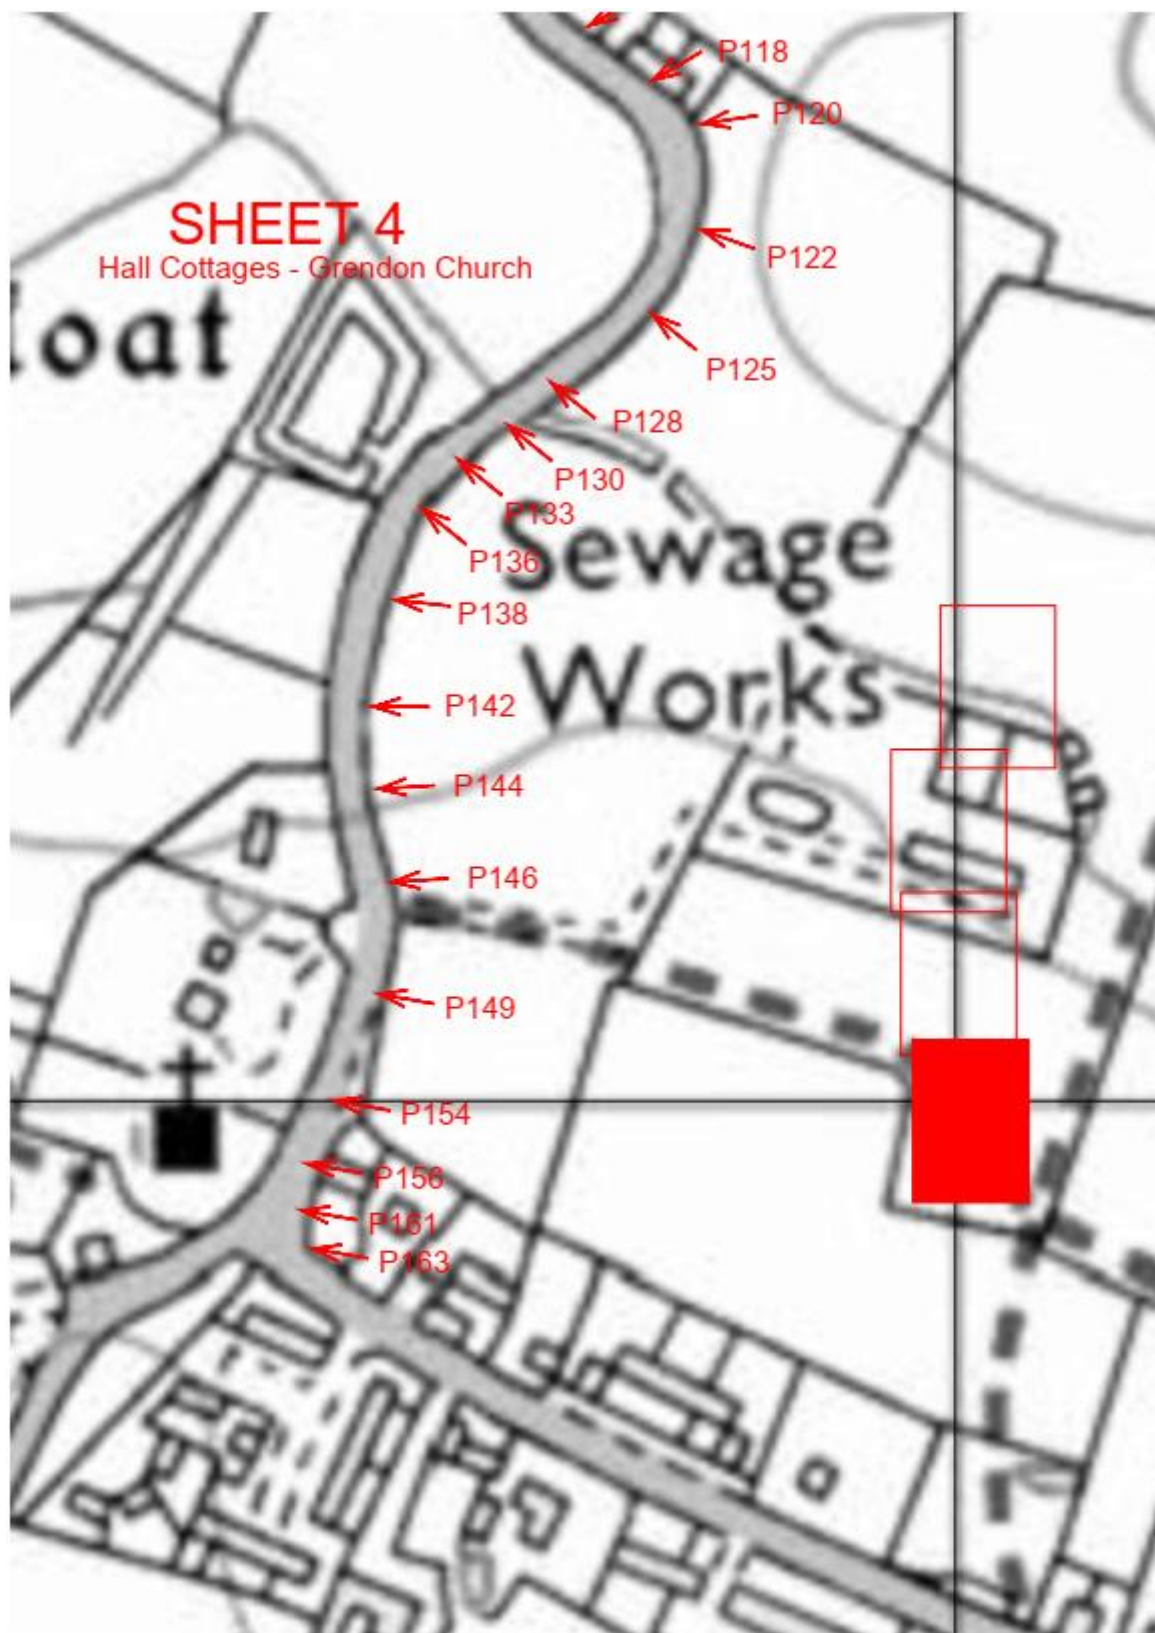 P118
P120
SHEET 4
Hall Cottages - Grendon Church
P122
oat
P125
P128
P130
P133
Sewage
P136
P138
Works
P142
P144
P146
P149
P154
P156
P161
P163